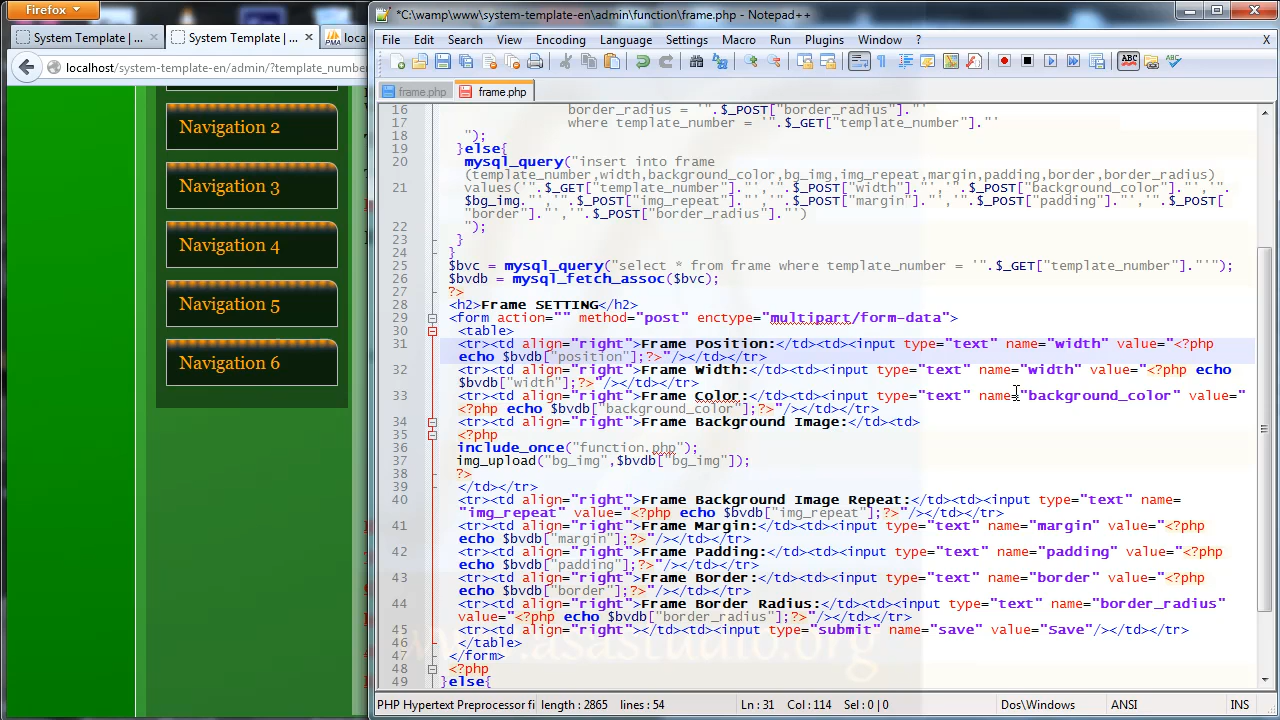 Firefox
*C:\wamp\www\system-template-en\admin\function\frame.php - Notepad++
System Template | ...
System Template | ...
loca
localhost/system-template-en/admin/?template_number
File Edit Search View Encoding Language Settings Macro Run Plugins Window ? X
frame.php
frame.php
Navigation 2
Navigation 3
Navigation 4
Navigation 5
Navigation 6
16 border_radius = '".$_POST["border_radius"]."'
17 where template_number = '".$_GET["template_number"]."'
18 ");
19 }else{
20 mysql_query("insert into frame
(template_number,width,background_color,bg_img,img_repeat,margin,padding,border,border_radius)
21 values('".$_GET["template_number"]."','".$_POST["width"]."','".$_POST["background_color"]."','".
$bg_img."','".$_POST["img_repeat"]."','".$_POST["margin"]."','".$_POST["padding"]."','".$_POST[
"border"]."','".$_POST["border_radius"]."')
22 ");
23 }
24 }
25 $bvc = mysql_query("select * from frame where template_number = '".$_GET["template_number"]."'");
26 $bvdb = mysql_fetch_assoc($bvc);
27 ?>
28 <h2>Frame SETTING</h2>
29 <form action="" method="post" enctype="multipart/form-data">
30 <table>
31 <tr><td align="right">Frame Position:</td><td><input type="text" name="width" value="<?php
echo $bvdb["position"];?>"/></td></tr>
32 <tr><td align="right">Frame Width:</td><td><input type="text" name="width" value="<?php echo
$bvdb["width"];?>"/></td></tr>
33 <tr><td align="right">Frame Color:</td><td><input type="text" name="background_color" value="
<?php echo $bvdb["background_color"];?>"/></td></tr>
34 <tr><td align="right">Frame Background Image:</td><td>
35 <?php
36 include_once("function.php");
37 img_upload("bg_img",$bvdb["bg_img"]);
38 ?>
39 </td></tr>
40 <tr><td align="right">Frame Background Image Repeat:</td><td><input type="text" name=
"img_repeat" value="<?php echo $bvdb["img_repeat"];?>"/></td></tr>
41 <tr><td align="right">Frame Margin:</td><td><input type="text" name="margin" value="<?php
echo $bvdb["margin"];?>"/></td></tr>
42 <tr><td align="right">Frame Padding:</td><td><input type="text" name="padding" value="<?php
echo $bvdb["padding"];?>"/></td></tr>
43 <tr><td align="right">Frame Border:</td><td><input type="text" name="border" value="<?php
echo $bvdb["border"];?>"/></td></tr>
44 <tr><td align="right">Frame Border Radius:</td><td><input type="text" name="border_radius"
value="<?php echo $bvdb["border_radius"];?>"/></td></tr>
45 <tr><td align="right"></td><td><input type="submit" name="save" value="Save"/></td></tr>
46 </table>
47 </form>
48 <?php
49 }else{
www.asastudio.org
PHP Hypertext Preprocessor fi length : 2865 lines : 54 Ln : 31 Col : 114 Sel : 0 | 0 Dos\Windows ANSI INS